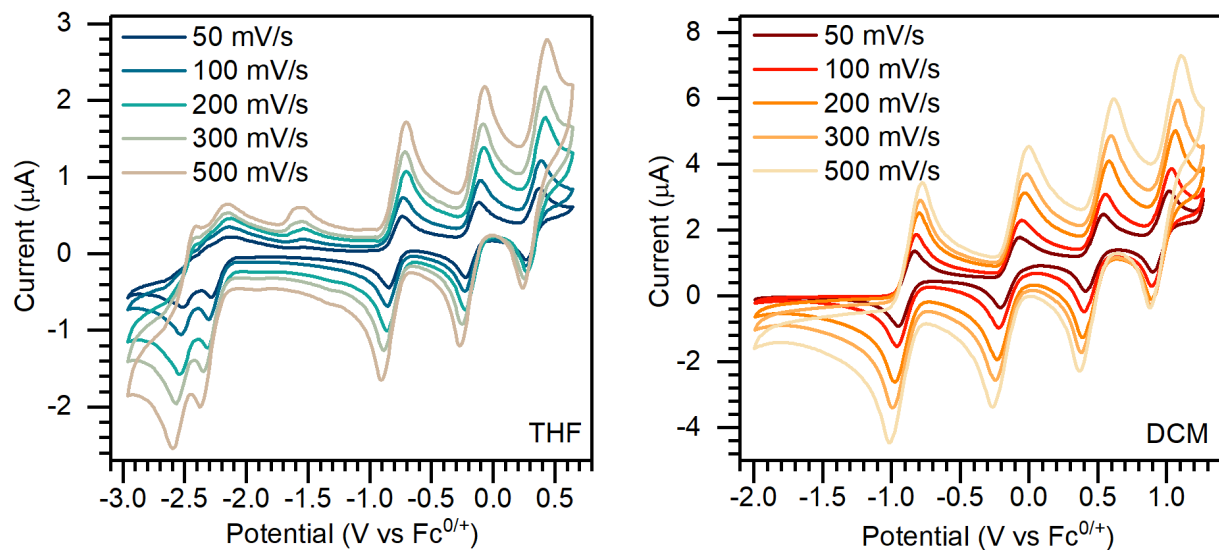 50 mV/s
100 mV/s
200 mV/s
300 mV/s
500 mV/s
3
2
1
0
-1
-2
Current (μA)
THF
-3.0 -2.5 -2.0 -1.5 -1.0 -0.5 0.0 0.5
Potential (V vs Fc0/+)
50 mV/s
100 mV/s
200 mV/s
300 mV/s
500 mV/s
8
6
4
2
0
-2
-4
Current (μA)
DCM
-2.0 -1.5 -1.0 -0.5 0.0 0.5 1.0
Potential (V vs Fc0/+)